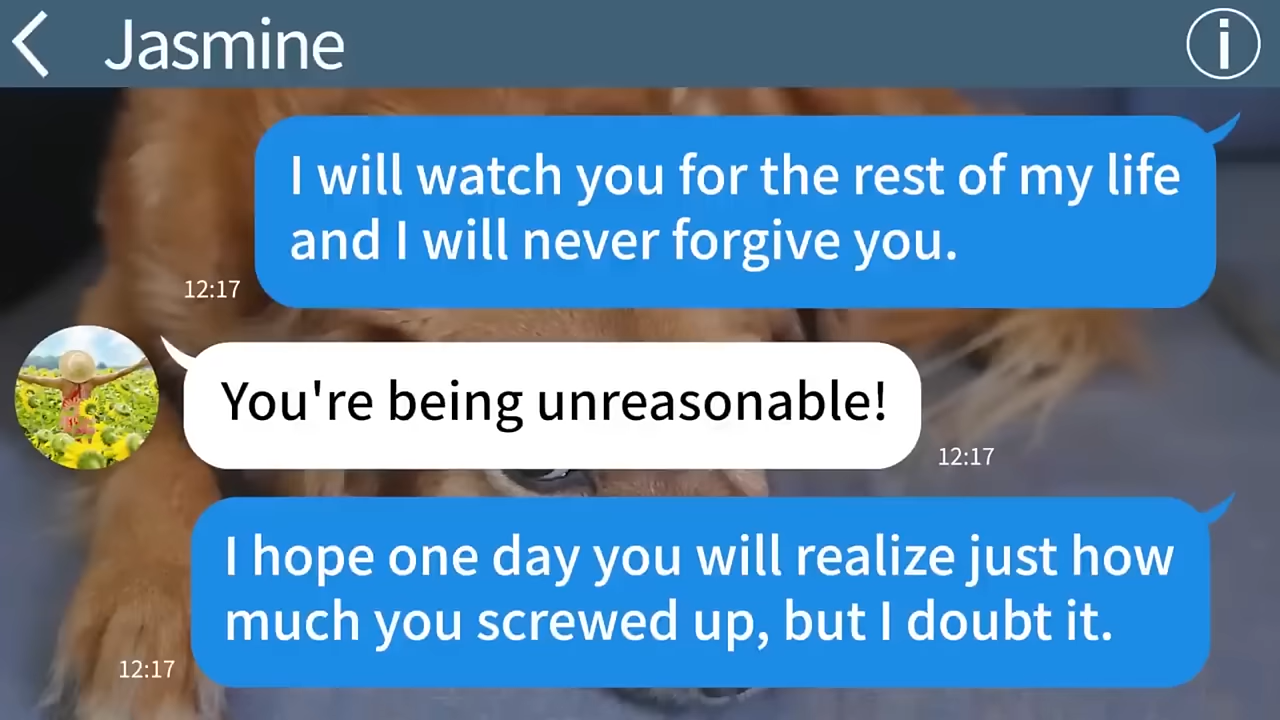 Jasmine
i
I will watch you for the rest of my life
and I will never forgive you.
12:17
You're being unreasonable!
12:17
I hope one day you will realize just how
much you screwed up, but I doubt it.
12:17